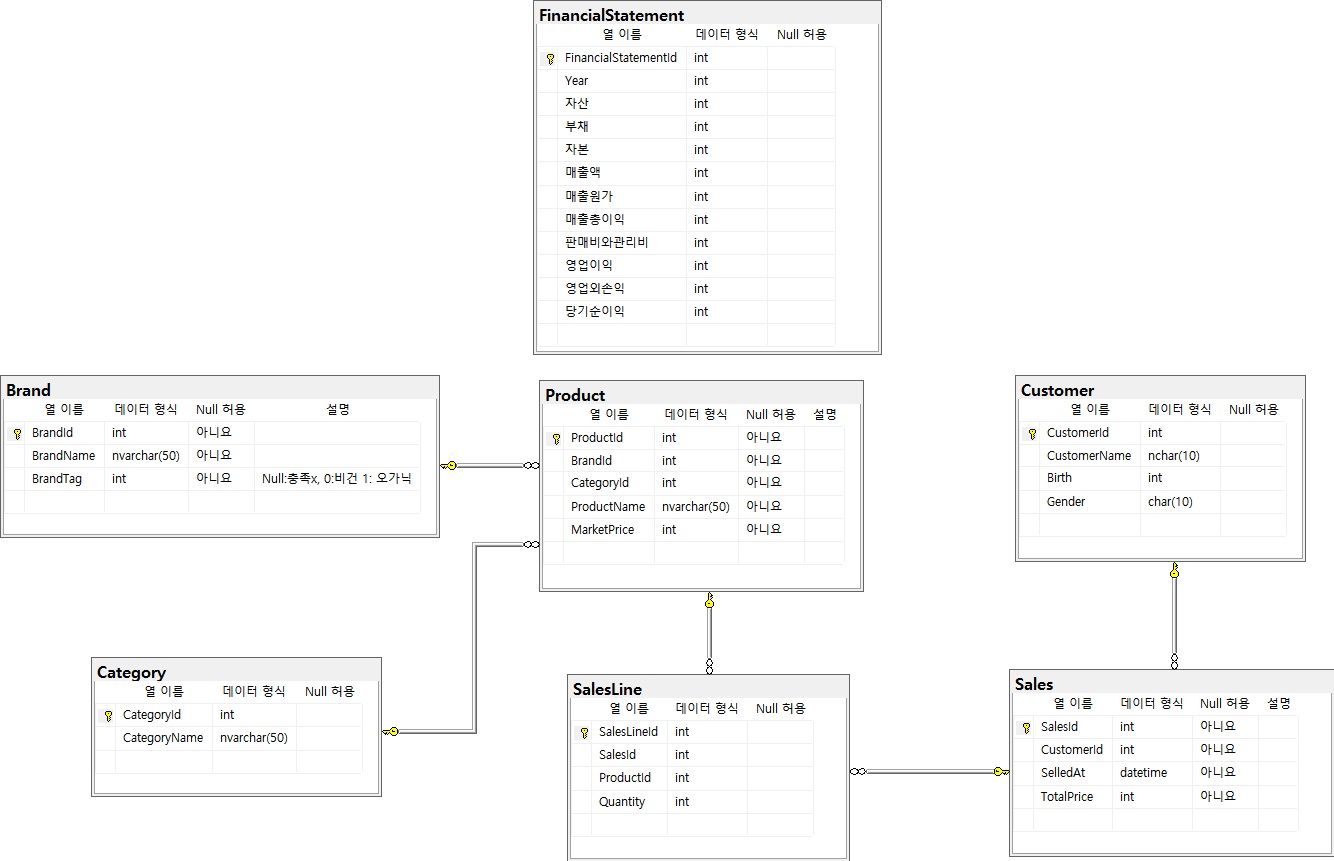 FinancialStatement
열 이름 데이터 형식 Null 허용
FinancialStatementId int
Year int
자산 int
부채 int
자본 int
매출액 int
매출원가 int
매출총이익 int
판매비와관리비 int
영업이익 int
영업외손익 int
당기순이익 int
Brand
열 이름 데이터 형식 Null 허용 설명
BrandId int 아니요
BrandName nvarchar(50) 아니요
BrandTag int 아니요 Null:충족x, 0:비건 1: 오가닉
Product
열 이름 데이터 형식 Null 허용 설명
ProductId int 아니요
BrandId int 아니요
CategoryId int 아니요
ProductName nvarchar(50) 아니요
MarketPrice int 아니요
Customer
열 이름 데이터 형식 Null 허용
CustomerId int
CustomerName nchar(10)
Birth int
Gender char(10)
Category
열 이름 데이터 형식 Null 허용
CategoryId int
CategoryName nvarchar(50)
SalesLine
열 이름 데이터 형식 Null 허용
SalesLineId int
SalesId int
ProductId int
Quantity int
Sales
열 이름 데이터 형식 Null 허용 설명
SalesId int 아니요
CustomerId int 아니요
SelledAt datetime 아니요
TotalPrice int 아니요